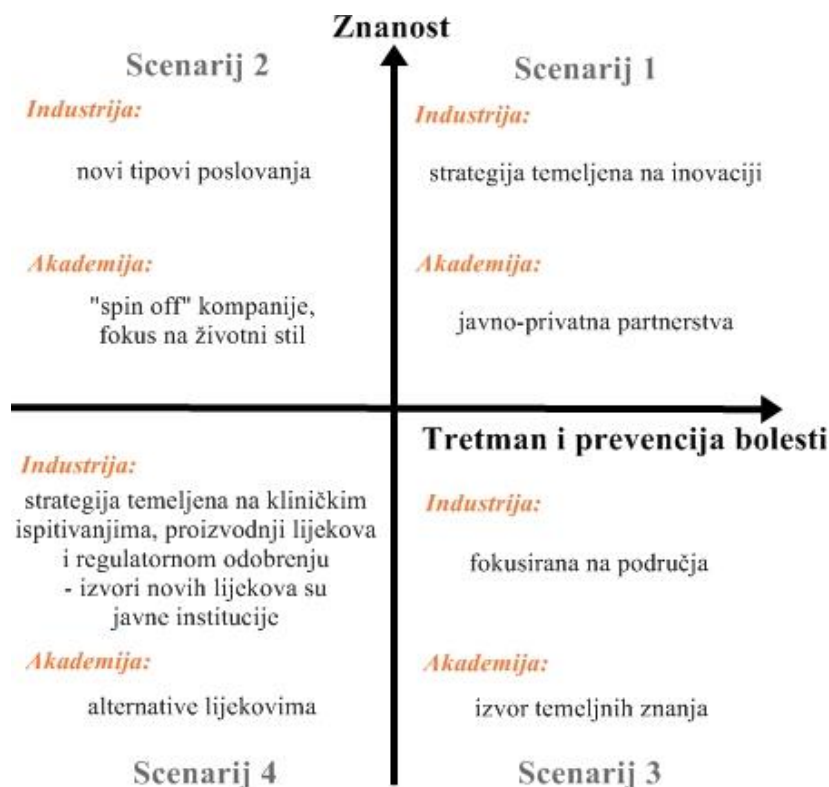 Znanost
Scenarij 2
Industrija:
novi tipovi poslovanja
Akademija:
"spin off" kompanije,
fokus na životni stil
Scenarij 1
Industrija:
strategija temeljena na inovaciji
Akademija:
javno-privatna partnerstva
Tretman i prevencija bolesti
Industrija:
strategija temeljena na kliničkim
ispitivanjima, proizvodnji lijekova
i regulatornom odobrenju
- izvori novih lijekova su
javne institucije
Akademija:
alternative lijekovima
Scenarij 4
Industrija:
fokusirana na područja
Akademija:
izvor temeljnih znanja
Scenarij 3